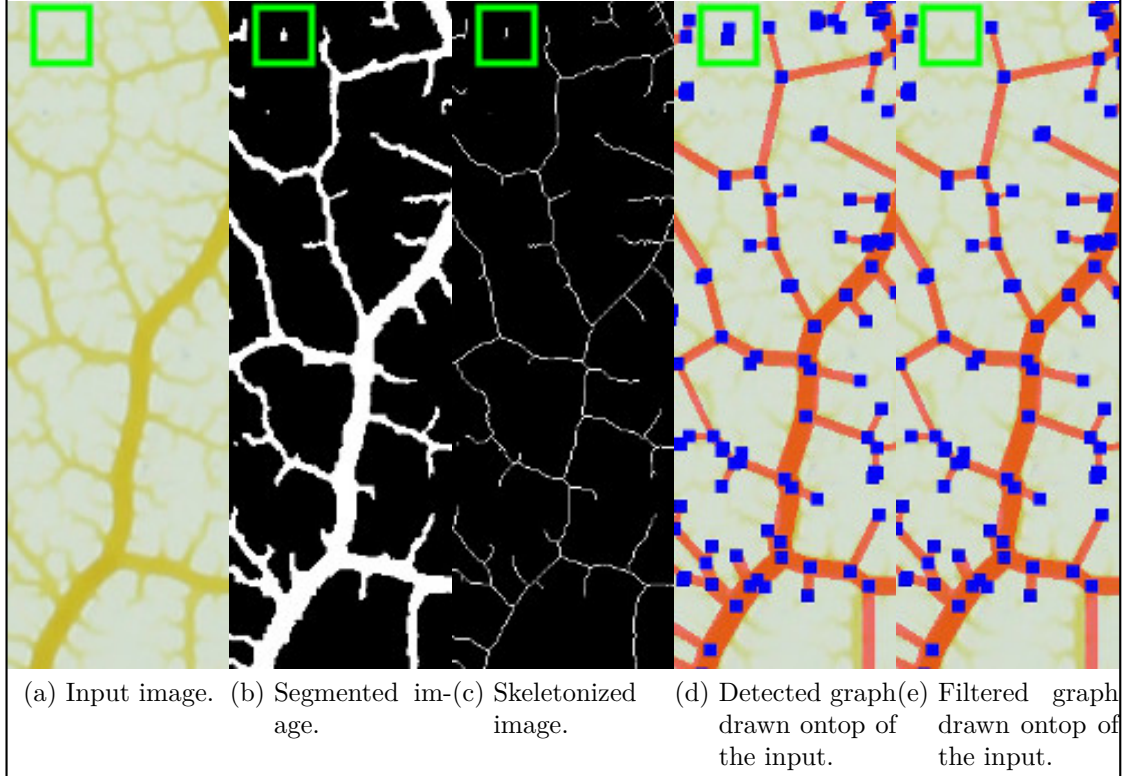 (a) Input image.
(b) Segmented im-
age.
(c) Skeletonized
image.
(d) Detected graph
drawn ontop of
the input.
(e) Filtered graph
drawn ontop of
the input.